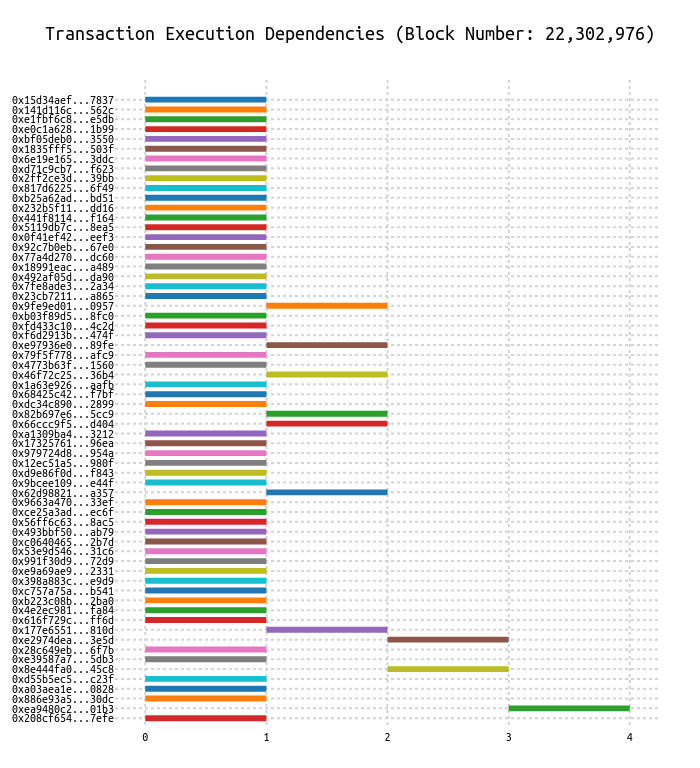 Transaction Execution Dependencies (Block Number: 22,302,976)
0x15d34aef...7837
0x141d116c...562c
0xe1fbf6c8...e5db
0xe0c1a628...1b99
0xbf05deb0...3550
0x1835fff5...503f
0x6e19e165...3ddc
0xd71c9cb7...f623
0x2ff2ce3d...39bb
0x817d6225...6f49
0xb25a62ad...bd51
0x232b5f11...dd16
0x441f8114...f164
0x5119db7c...8ea5
0x0f41ef42...eef3
0x92c7b0eb...67e0
0x77a4d270...dc60
0x18991eac...a489
0x492af05d...da90
0x7fe8ade3...2a34
0x23cb7211...a865
0x9fe9ed01...0957
0xb03f89d5...8fc0
0xfd433c10...4c2d
0xf6d2913b...474f
0xe97936e0...89fe
0x79f5f778...afc9
0x4773b63f...1560
0x46f72c25...36b4
0x1a63e926...aafb
0x68425c42...f7bf
0xdc34c890...2899
0x82b697e6...5cc9
0x66ccc9f5...d404
0xa1309ba4...3212
0x17325761...96ea
0x979724d8...954a
0x12ec51a5...980f
0xd9e86f0d...f843
0x9bcee109...e44f
0x62d98821...a357
0x9663a470...33ef
0xce25a3ad...ec6f
0x56ff6c63...8ac5
0x493bbf50...ab79
0xc0640465...2b7d
0x53e9d546...31c6
0x991f30d9...72d9
0xe9a69ae9...2331
0x398a883c...e9d9
0xc757a75a...b541
0xb223c08b...2ba0
0x4e2ec981...fa84
0x616f729c...ff6d
0x177e6551...810d
0xe2974dea...3e5d
0x28c649eb...6f7b
0xe39587a7...5db3
0x8e444fa0...45c8
0xd55b5ec5...c23f
0xa03aea1e...0828
0x886e93a5...30dc
0xea9480c2...01b3
0x208cf654...7efe
0 1 2 3 4